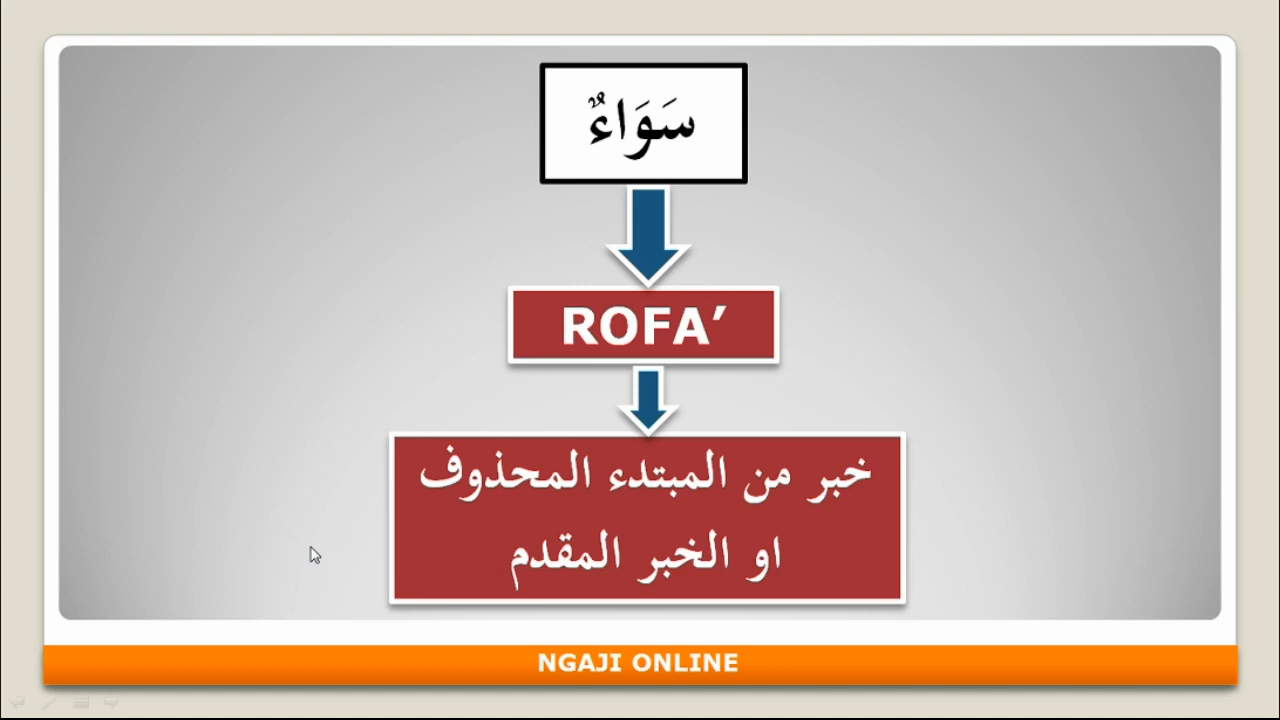 سَوَاءٌ
ROFA’
خبر من المبتدء المحذوف
او الخبر المقدم
NGAJI ONLINE